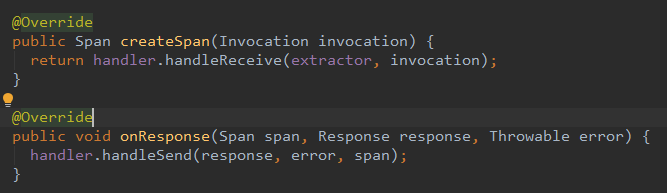 @Override
public Span createSpan(Invocation invocation) {
return handler.handleReceive(extractor, invocation);
}
@Override
public void onResponse(Span span, Response response, Throwable error) {
handler.handleSend(response, error, span);
}